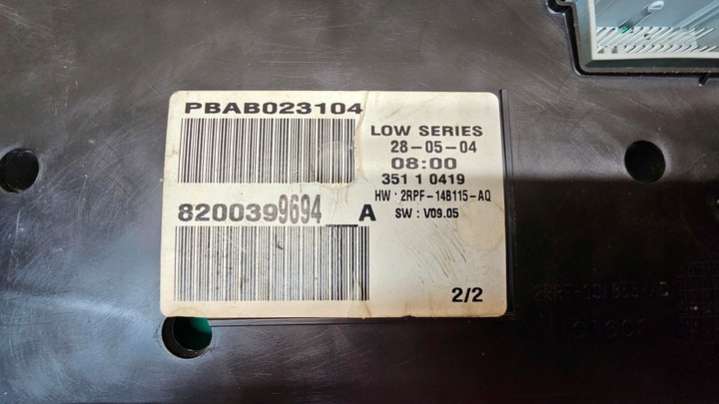 PBAB023104
LOW SERIES
28-05-04
08:00
351 1 0419
HW : 2RPF-14B115-AQ
SW : V09.05
8200399694__A
2/2